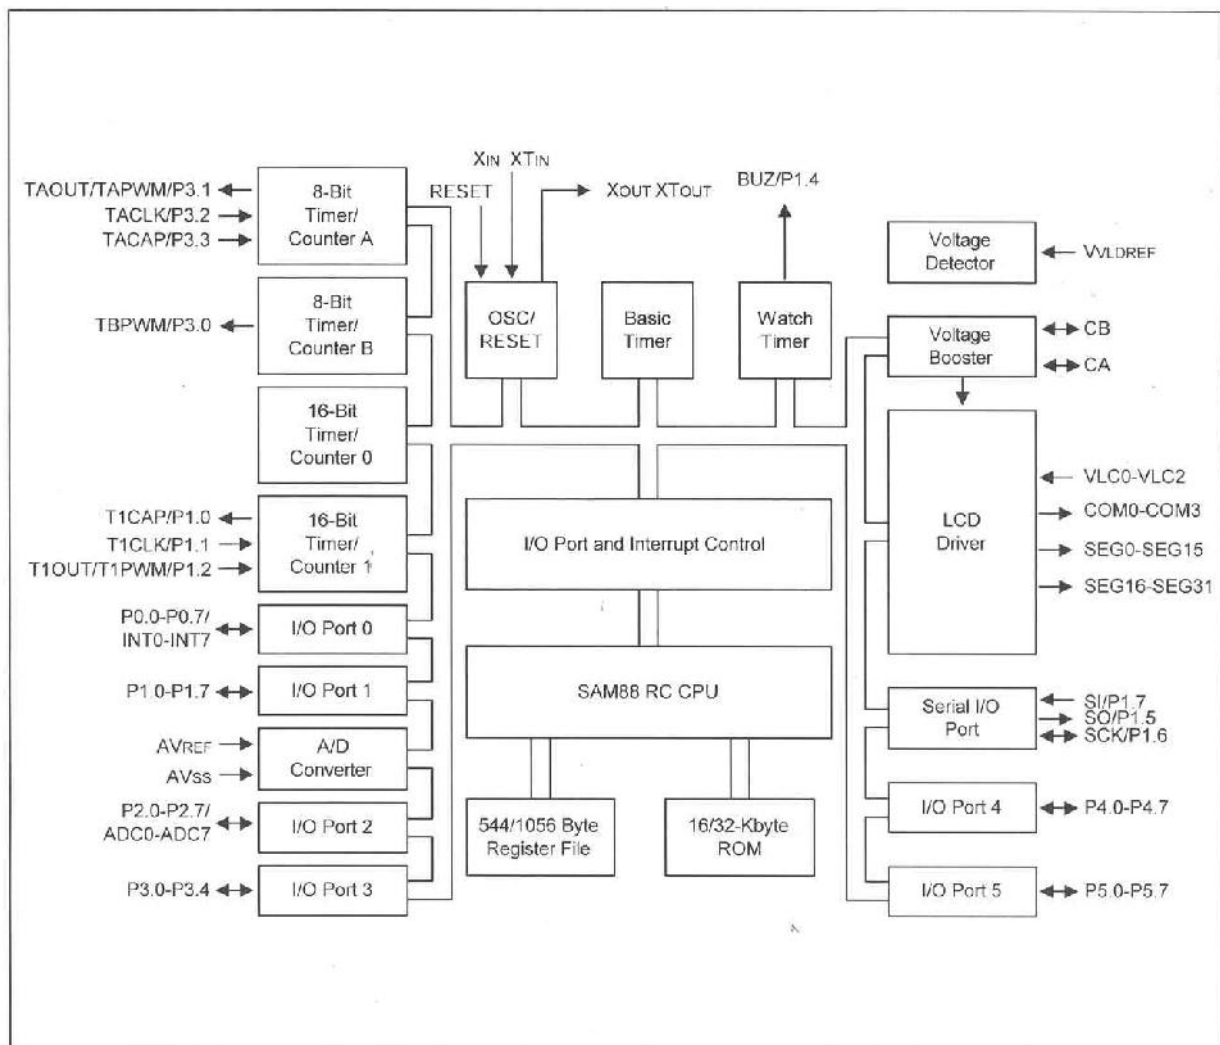 XIN XTIN
RESET
XOUT XTOUT
BUZ/P1.4
TAOUT/TAPWM/P3.1
TACLK/P3.2
TACAP/P3.3
8-Bit
Timer/
Counter A
TBPWM/P3.0
8-Bit
Timer/
Counter B
16-Bit
Timer/
Counter 0
T1CAP/P1.0
T1CLK/P1.1
T1OUT/T1PWM/P1.2
16-Bit
Timer/
Counter 1
P0.0-P0.7/
INT0-INT7
I/O Port 0
P1.0-P1.7
I/O Port 1
AVREF
AVSS
A/D
Converter
P2.0-P2.7/
ADC0-ADC7
I/O Port 2
P3.0-P3.4
I/O Port 3
OSC/
RESET
Basic
Timer
Watch
Timer
I/O Port and Interrupt Control
SAM88 RC CPU
544/1056 Byte
Register File
16/32-Kbyte
ROM
Voltage
Detector
VVLDREF
Voltage
Booster
CB
CA
LCD
Driver
VLC0-VLC2
COM0-COM3
SEG0-SEG15
SEG16-SEG31
Serial I/O
Port
SI/P1.7
SO/P1.5
SCK/P1.6
I/O Port 4
P4.0-P4.7
I/O Port 5
P5.0-P5.7